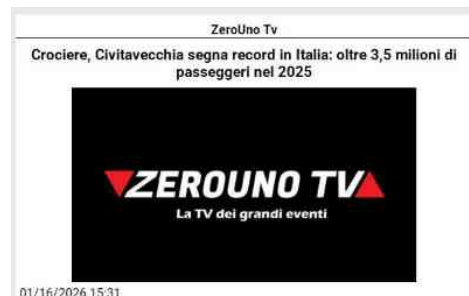 ZeroUno Tv
Crociere, Civitavecchia segna record in Italia: oltre 3,5 milioni di
passeggeri nel 2025
ZEROUNO TV
La TV dei grandi eventi
01/16/2026 15:31